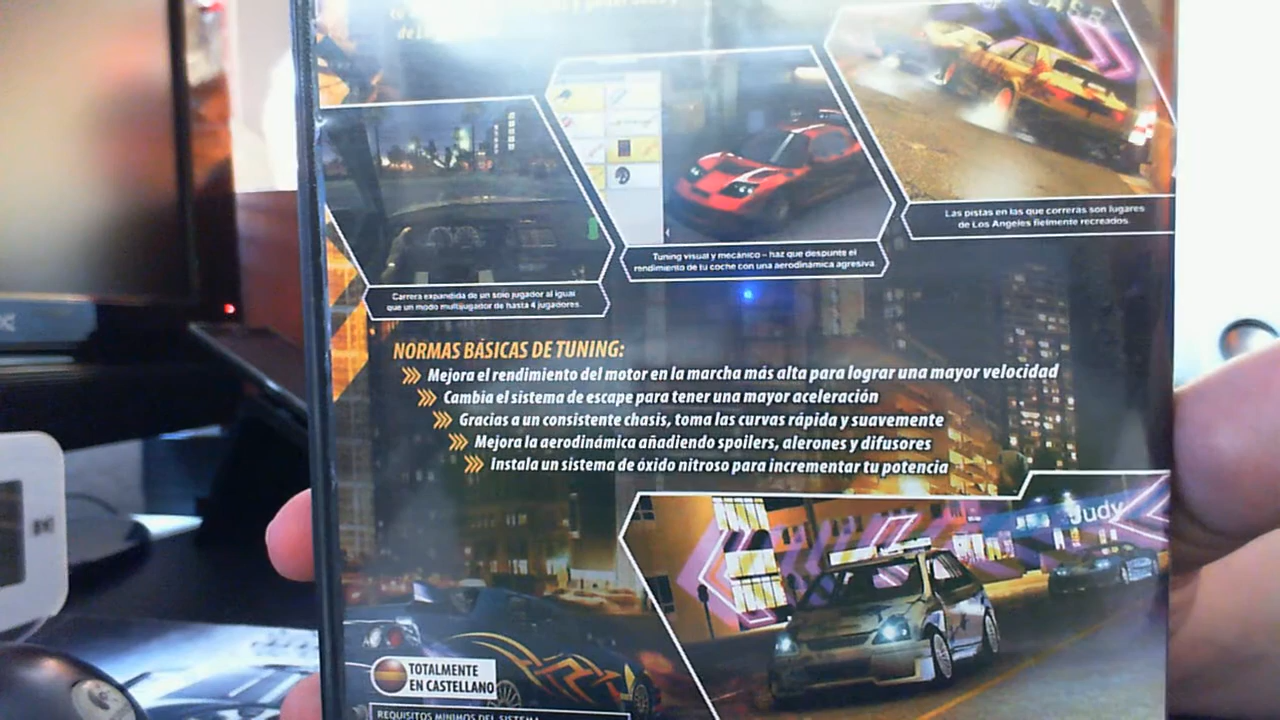 Las pistas en las que correras son lugares
de Los Angeles fielmente recreados.
Tuning visual y mecánico – haz que despunte el
rendimiento de tu coche con una aerodinámica agresiva.
Carrera expandida de un solo jugador al igual
que un modo multijugador de hasta 4 jugadores.
NORMAS BÁSICAS DE TUNING:
Mejora el rendimiento del motor en la marcha más alta para lograr una mayor velocidad
Cambia el sistema de escape para tener una mayor aceleración
Gracias a un consistente chasis, toma las curvas rápida y suavemente
Mejora la aerodinámica añadiendo spoilers, alerones y difusores
Instala un sistema de óxido nitroso para incrementar tu potencia
Judy
TOTALMENTE
EN CASTELLANO
REQUISITOS MÍNIMOS DEL SISTEMA